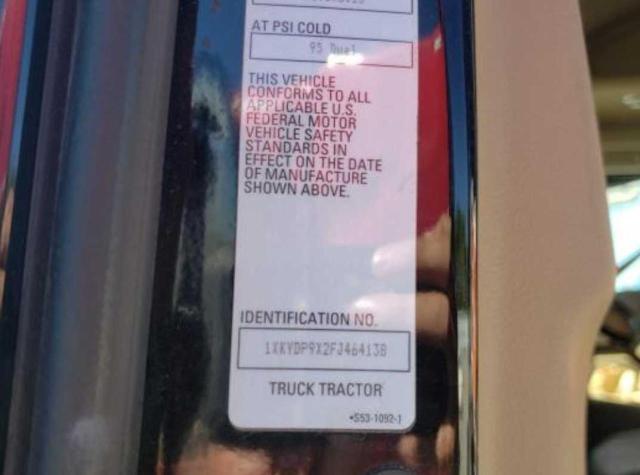 AT PSI COLD
95 Dual
THIS VEHICLE
CONFORMS TO ALL
APPLICABLE U.S.
FEDERAL MOTOR
VEHICLE SAFETY
STANDARDS IN
EFFECT ON THE DATE
OF MANUFACTURE
SHOWN ABOVE.
IDENTIFICATION NO.
1XKYDP9X2FJ464138
TRUCK TRACTOR
•S53-1092-1